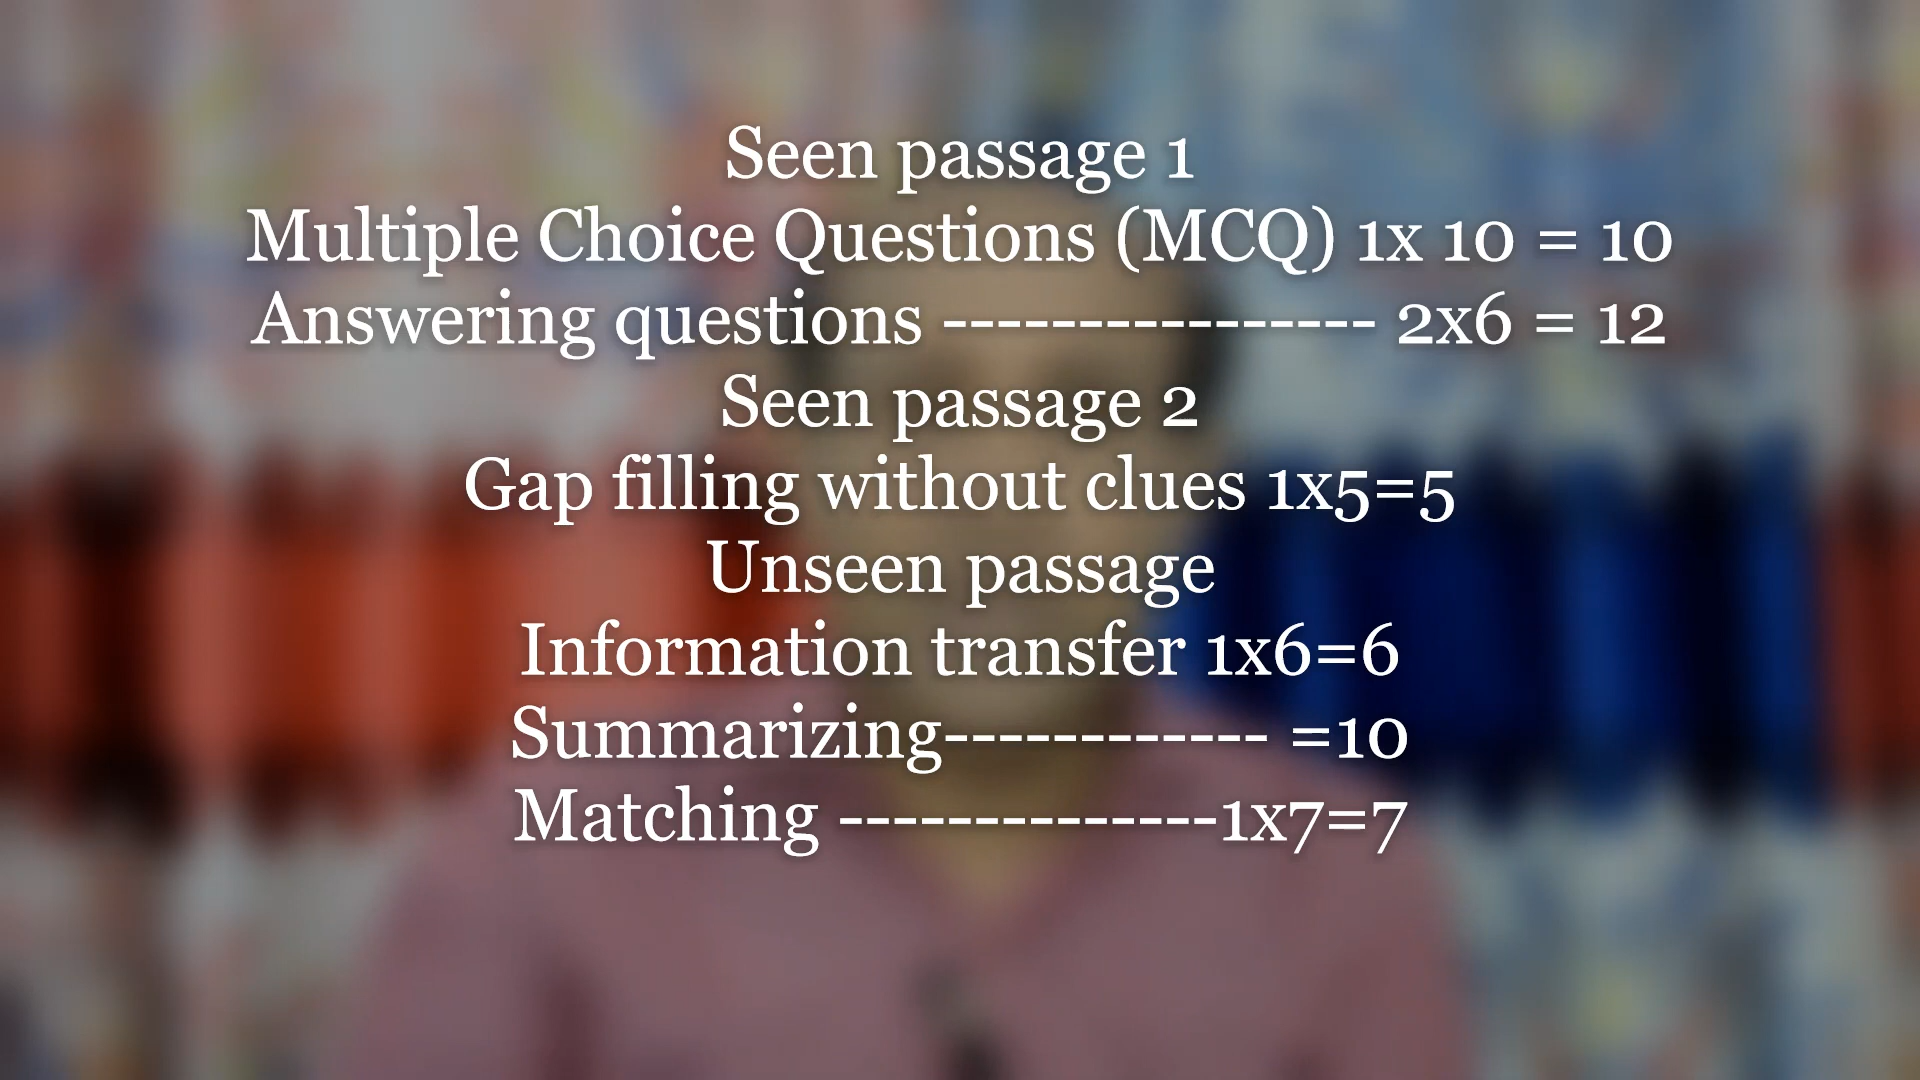 Seen passage 1
Multiple Choice Questions (MCQ) 1x 10 = 10
Answering questions ---------------- 2x6 = 12
Seen passage 2
Gap filling without clues 1x5=5
Unseen passage
Information transfer 1x6=6
Summarizing------------ =10
Matching --------------1x7=7